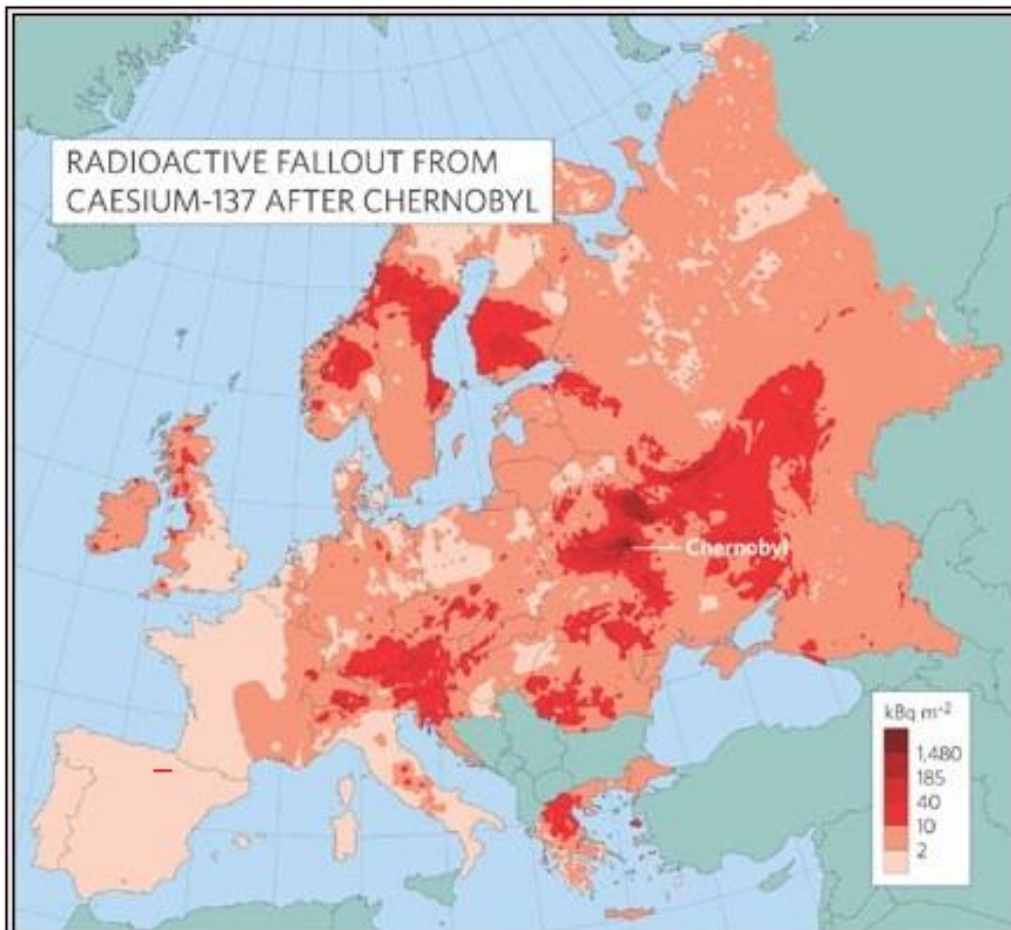 RADIOACTIVE FALLOUT FROM
CAESIUM-137 AFTER CHERNOBYL
Chernobyl
kBq m⁻²
1,480
185
40
10
2